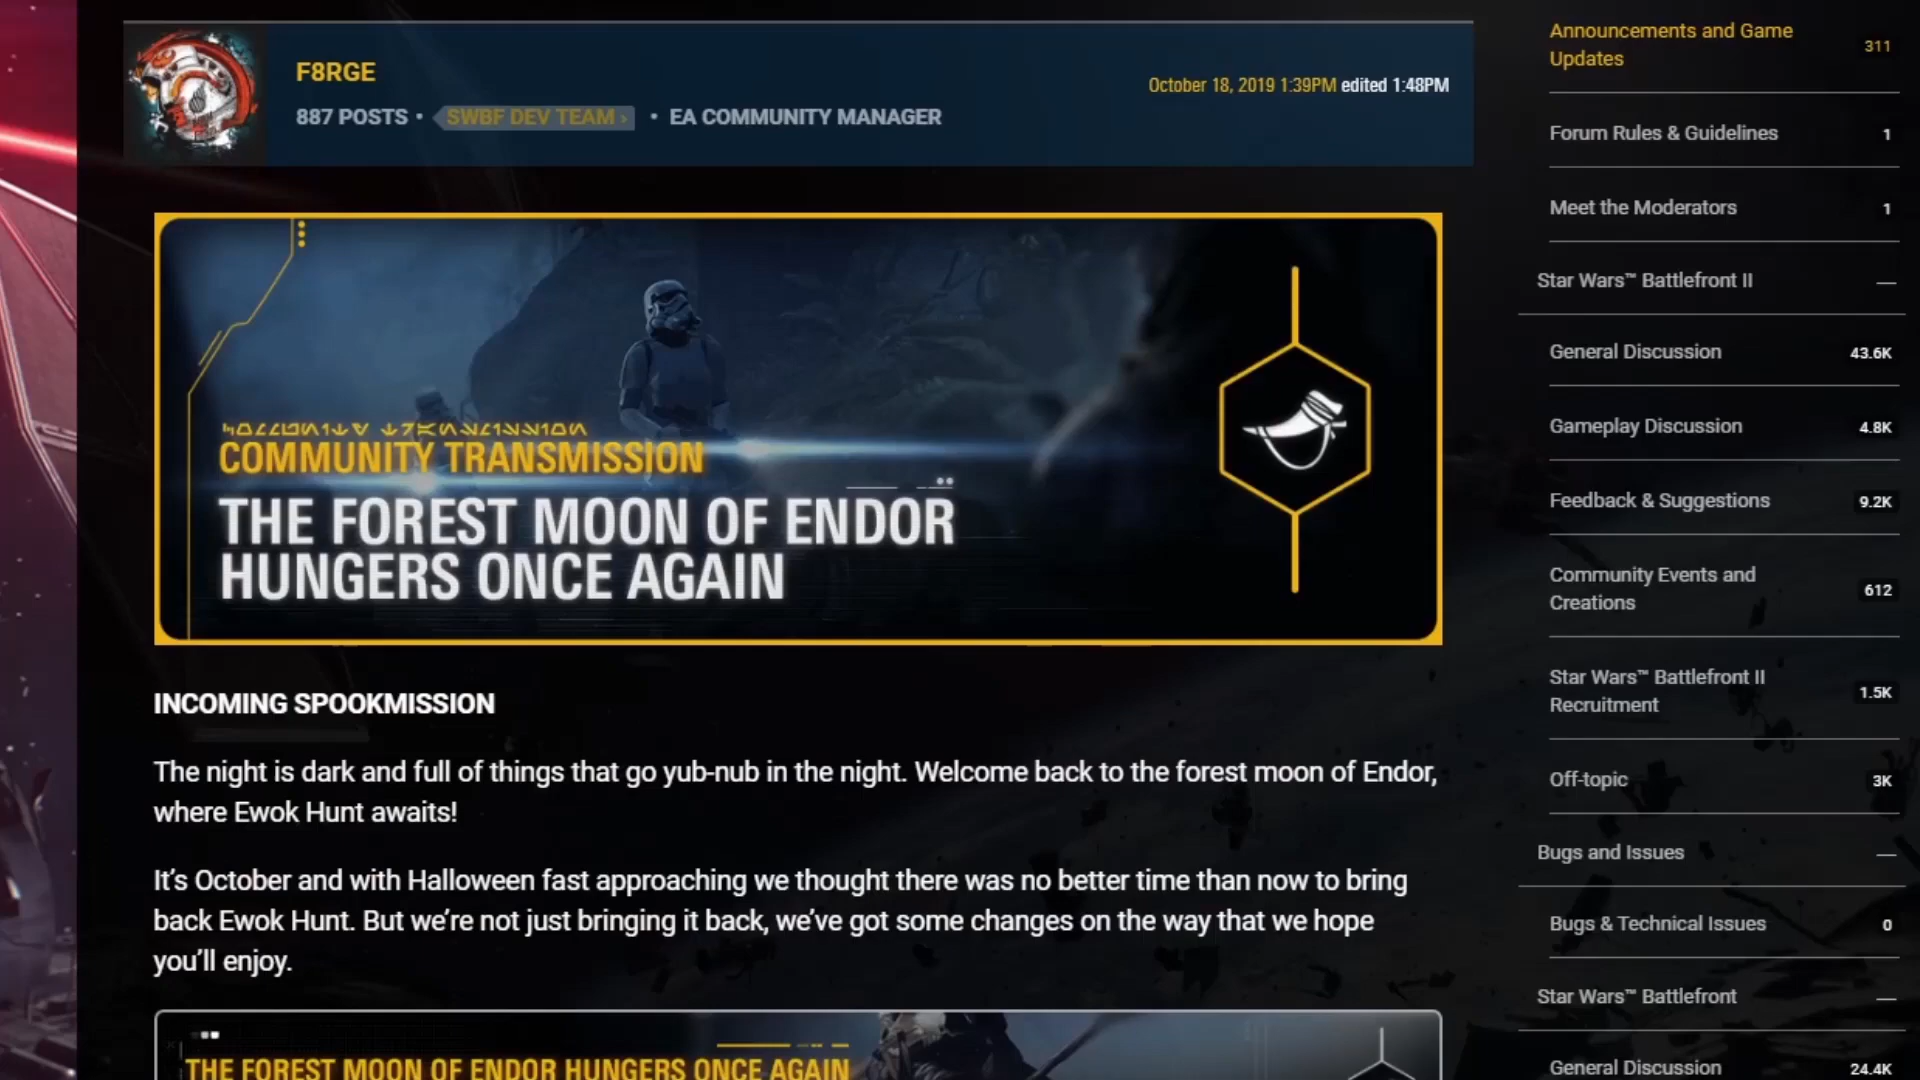 F8RGE
887 POSTS • SWBF DEV TEAM › • EA COMMUNITY MANAGER
October 18, 2019 1:39PM edited 1:48PM
COMMUNITY TRANSMISSION
THE FOREST MOON OF ENDOR
HUNGERS ONCE AGAIN
INCOMING SPOOKMISSION
The night is dark and full of things that go yub-nub in the night. Welcome back to the forest moon of Endor,
where Ewok Hunt awaits!
It's October and with Halloween fast approaching we thought there was no better time than now to bring
back Ewok Hunt. But we're not just bringing it back, we've got some changes on the way that we hope
you'll enjoy.
THE FOREST MOON OF ENDOR HUNGERS ONCE AGAIN
Announcements and Game
Updates
311
Forum Rules & Guidelines 1
Meet the Moderators 1
Star Wars™ Battlefront II —
General Discussion 43.6K
Gameplay Discussion 4.8K
Feedback & Suggestions 9.2K
Community Events and
Creations
612
Star Wars™ Battlefront II
Recruitment
1.5K
Off-topic 3K
Bugs and Issues —
Bugs & Technical Issues 0
Star Wars™ Battlefront —
General Discussion 24.4K